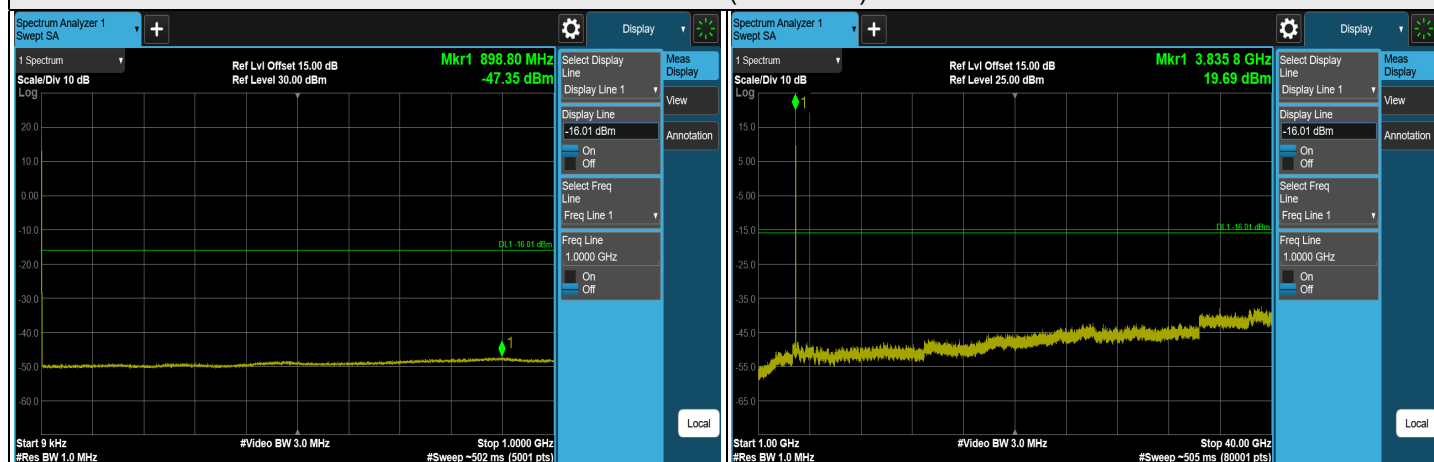 Spectrum Analyzer 1
Swept SA
+
Display
1 Spectrum
Scale/Div 10 dB
Log
Ref Lvl Offset 15.00 dB
Ref Level 30.00 dBm
Mkr1 898.80 MHz
-47.35 dBm
20.0
10.0
0.00
-10.0
-20.0
-30.0
-40.0
-50.0
-60.0
DL1 -16.01 dBm
1
Start 9 kHz
#Res BW 1.0 MHz
#Video BW 3.0 MHz
Stop 1.0000 GHz
#Sweep ~502 ms (5001 pts)
Select Display
Line
Display Line 1
Display Line
-16.01 dBm
On
Off
Select Freq
Line
Freq Line 1
Freq Line
1.0000 GHz
On
Off
Meas
Display
View
Annotation
Local
Spectrum Analyzer 1
Swept SA
+
Display
1 Spectrum
Scale/Div 10 dB
Log
Ref Lvl Offset 15.00 dB
Ref Level 25.00 dBm
Mkr1 3.835 8 GHz
19.69 dBm
1
15.0
5.00
-5.00
-15.0
-25.0
-35.0
-45.0
-55.0
-65.0
DL1 -16.01 dBm
Start 1.00 GHz
#Res BW 1.0 MHz
#Video BW 3.0 MHz
Stop 40.00 GHz
#Sweep ~505 ms (80001 pts)
Select Display
Line
Display Line 1
Display Line
-16.01 dBm
On
Off
Select Freq
Line
Freq Line 1
Freq Line
1.0000 GHz
On
Off
Meas
Display
View
Annotation
Local